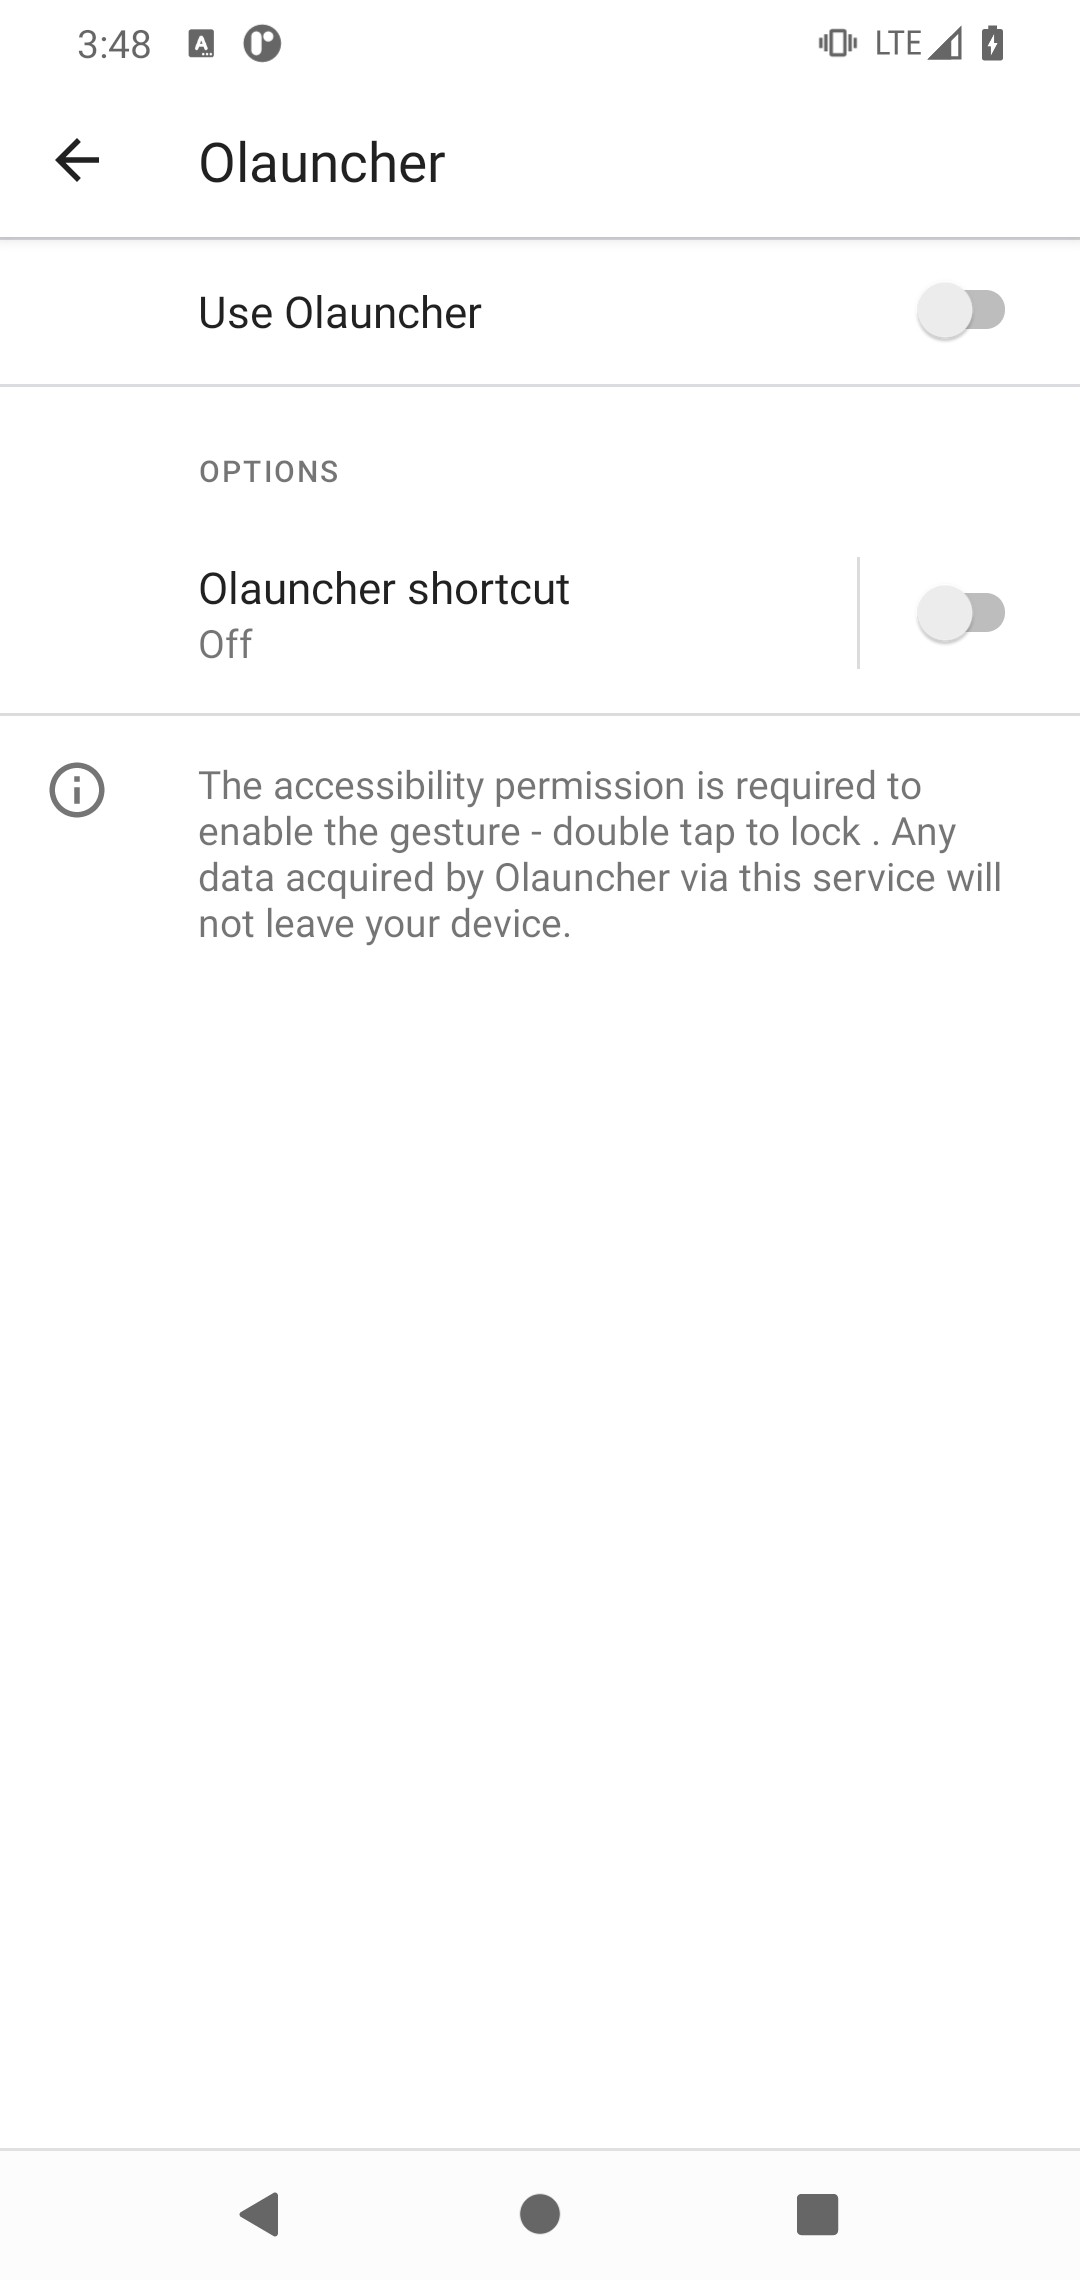 3:48
LTE
Olauncher
Use Olauncher
OPTIONS
Olauncher shortcut
Off
The accessibility permission is required to
enable the gesture - double tap to lock . Any
data acquired by Olauncher via this service will
not leave your device.